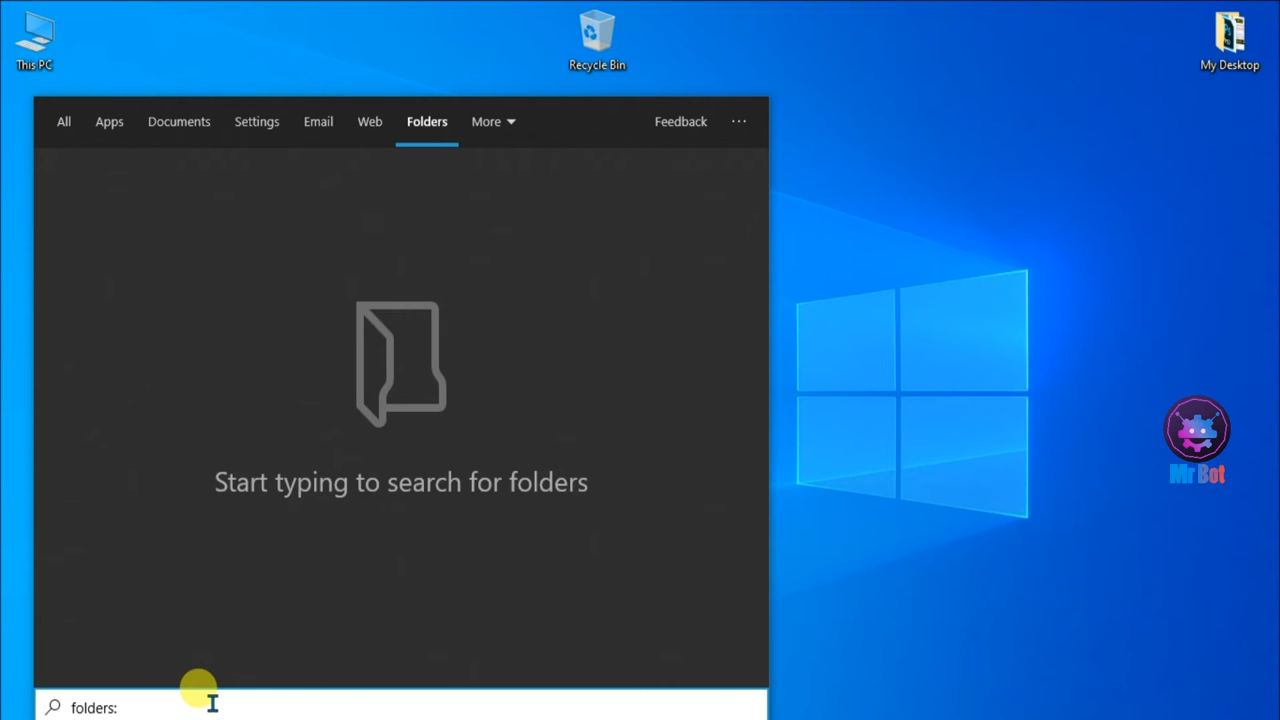 This PC
Recycle Bin
My Desktop
All Apps Documents Settings Email Web Folders More Feedback ...
Start typing to search for folders
Mr Bot
folders: